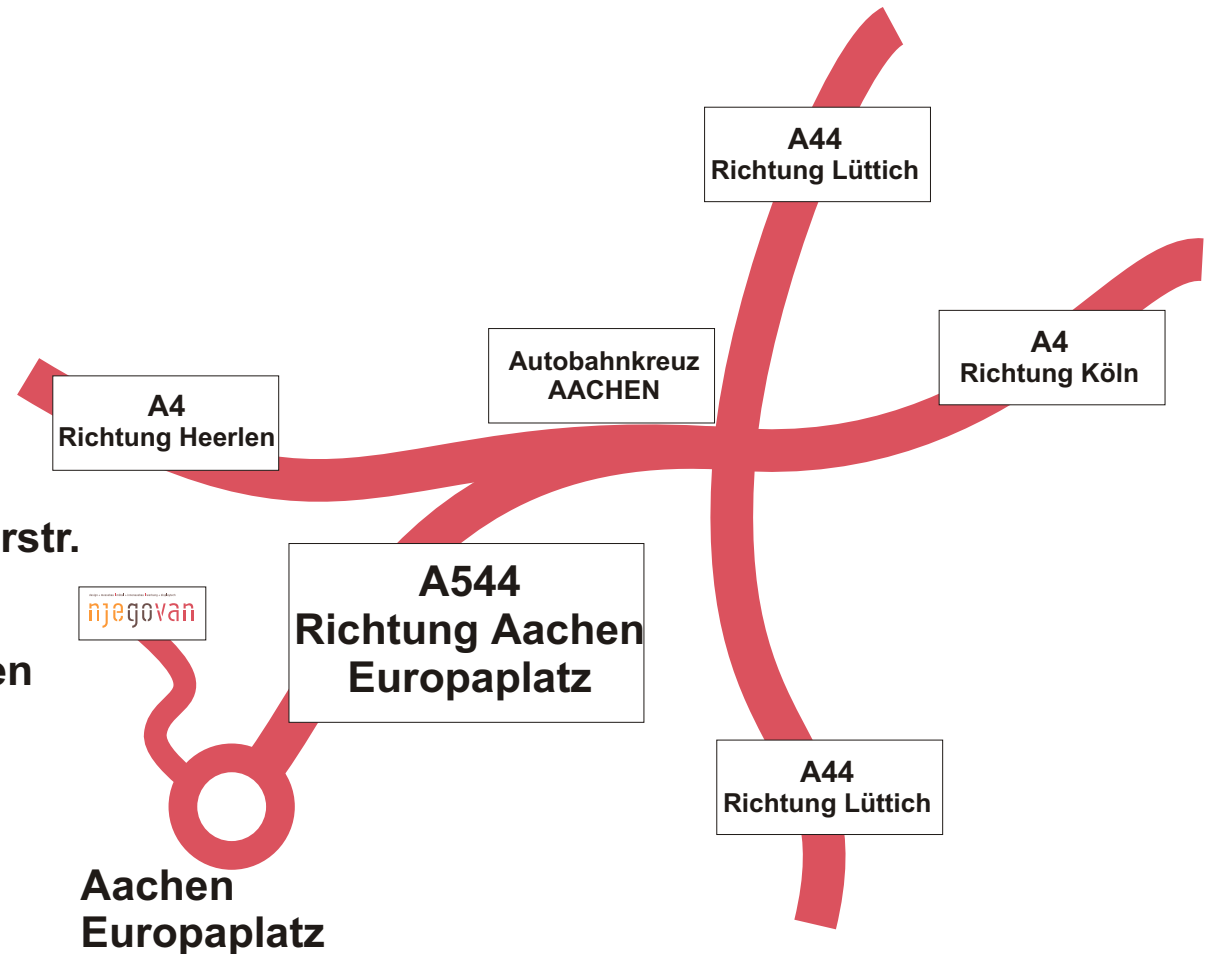 A44
Richtung Lüttich
A4
Richtung Köln
Autobahnkreuz
AACHEN
A4
Richtung Heerlen
rstr.
A544
Richtung Aachen
Europaplatz
njegovan
en
A44
Richtung Lüttich
Aachen
Europaplatz